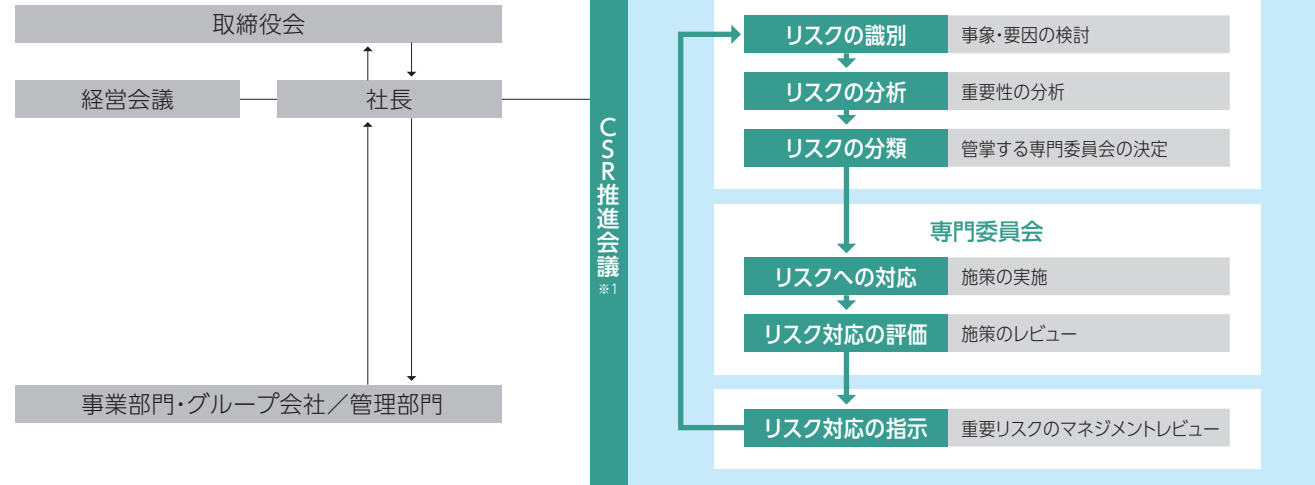 取締役会
経営会議
社長
事業部門・グループ会社／管理部門
CSR推進会議
※1
リスクの識別
事象・要因の検討
リスクの分析
重要性の分析
リスクの分類
管掌する専門委員会の決定
専門委員会
リスクへの対応
施策の実施
リスク対応の評価
施策のレビュー
リスク対応の指示
重要リスクのマネジメントレビュー